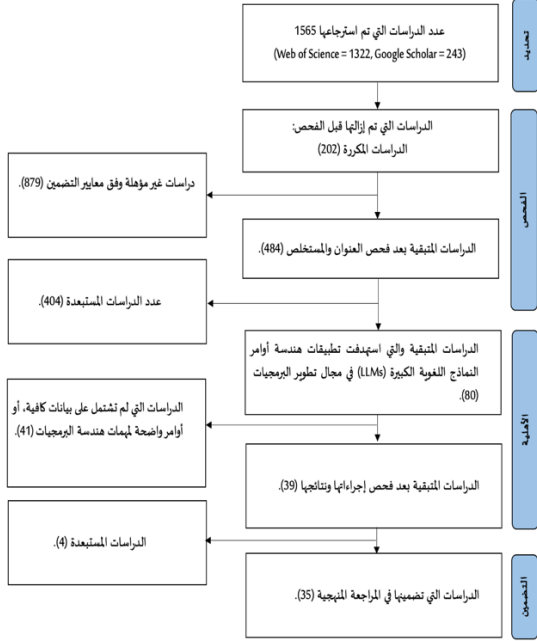 تحديد
عدد الدراسات التي تم استرجاعها 1565
(Web of Science = 1322, Google Scholar = 243)
الفحص
الدراسات التي تم إزالتها قبل الفحص:
الدراسات المكررة (202)
دراسات غير مؤهلة وفق معايير التضمين (879).
الدراسات المتبقية بعد فحص العنوان والمستخلص (484).
عدد الدراسات المستبعدة (404).
الأهلية
الدراسات المتبقية والتي استهدفت تطبيقات هندسة أوامر
النماذج اللغوية الكبيرة (LLMs) في مجال تطوير البرمجيات
(80).
الدراسات التي لم تشتمل على بيانات كافية، أو
أوامر واضحة لمهمات هندسة البرمجيات (41).
الدراسات المتبقية بعد فحص إجراءاتها ونتائجها (39).
الدراسات المستبعدة (4).
التضمين
الدراسات التي تضمينها في المراجعة المنهجية (35).